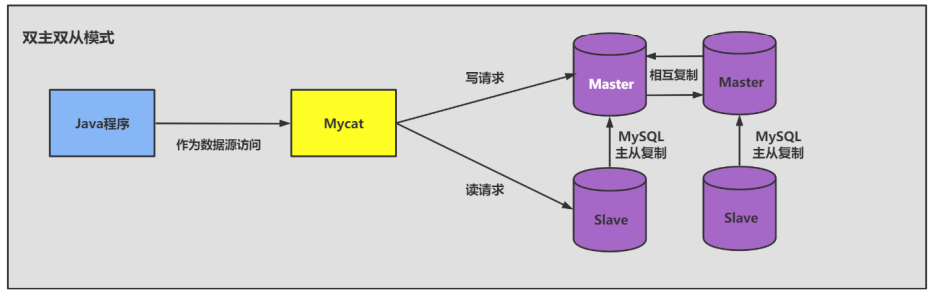 双主双从模式
Java程序
作为数据源访问
Mycat
写请求
读请求
Master
相互复制
Master
MySQL
主从复制
MySQL
主从复制
Slave
Slave